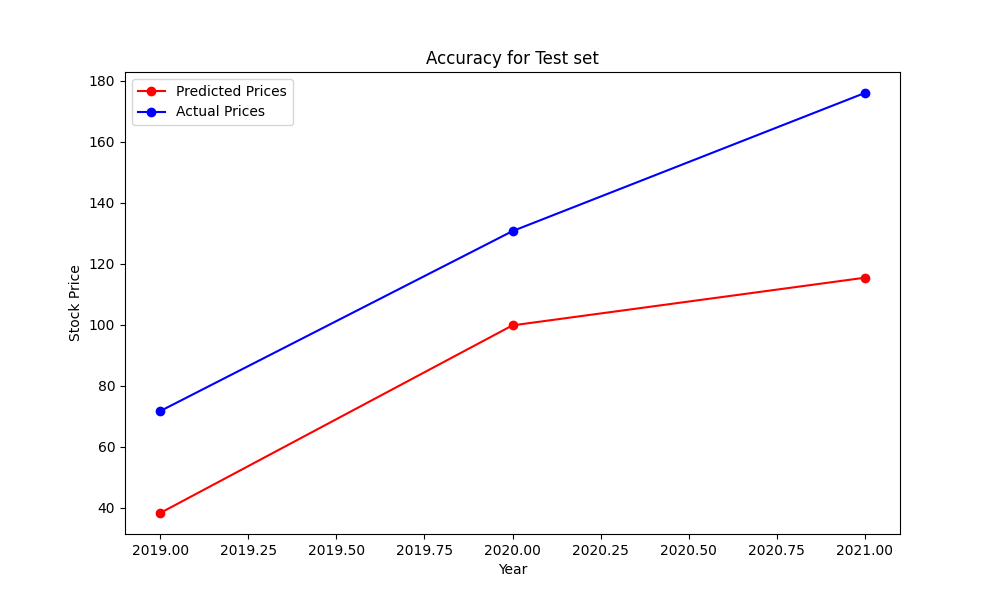 Accuracy for Test set
Predicted Prices
Actual Prices
Stock Price
180
160
140
120
100
80
60
40
2019.00 2019.25 2019.50 2019.75 2020.00 2020.25 2020.50 2020.75 2021.00
Year